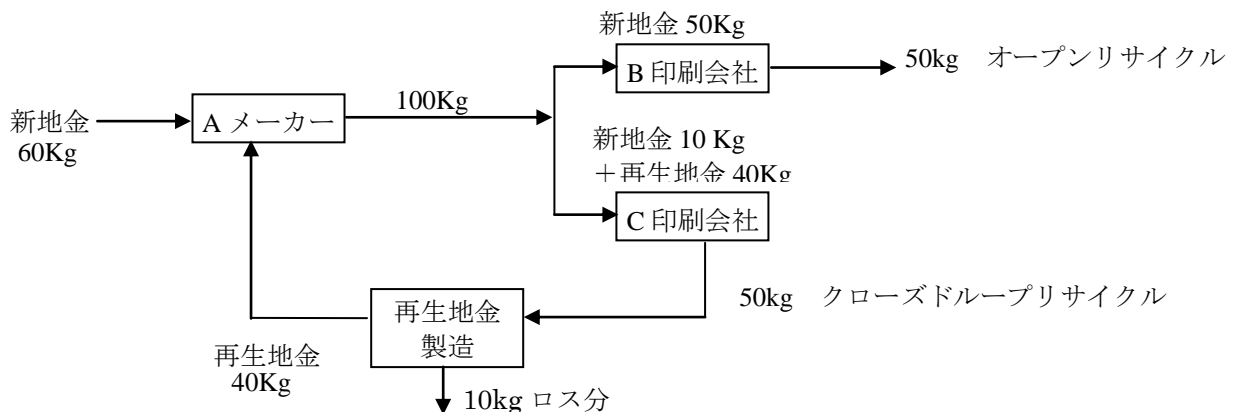 新地金 50Kg
B 印刷会社
50kg　オープンリサイクル
新地金
60Kg
A メーカー
100Kg
新地金 10 Kg
＋再生地金 40Kg
C 印刷会社
50kg　クローズドループリサイクル
再生地金
製造
再生地金
40Kg
10kg ロス分